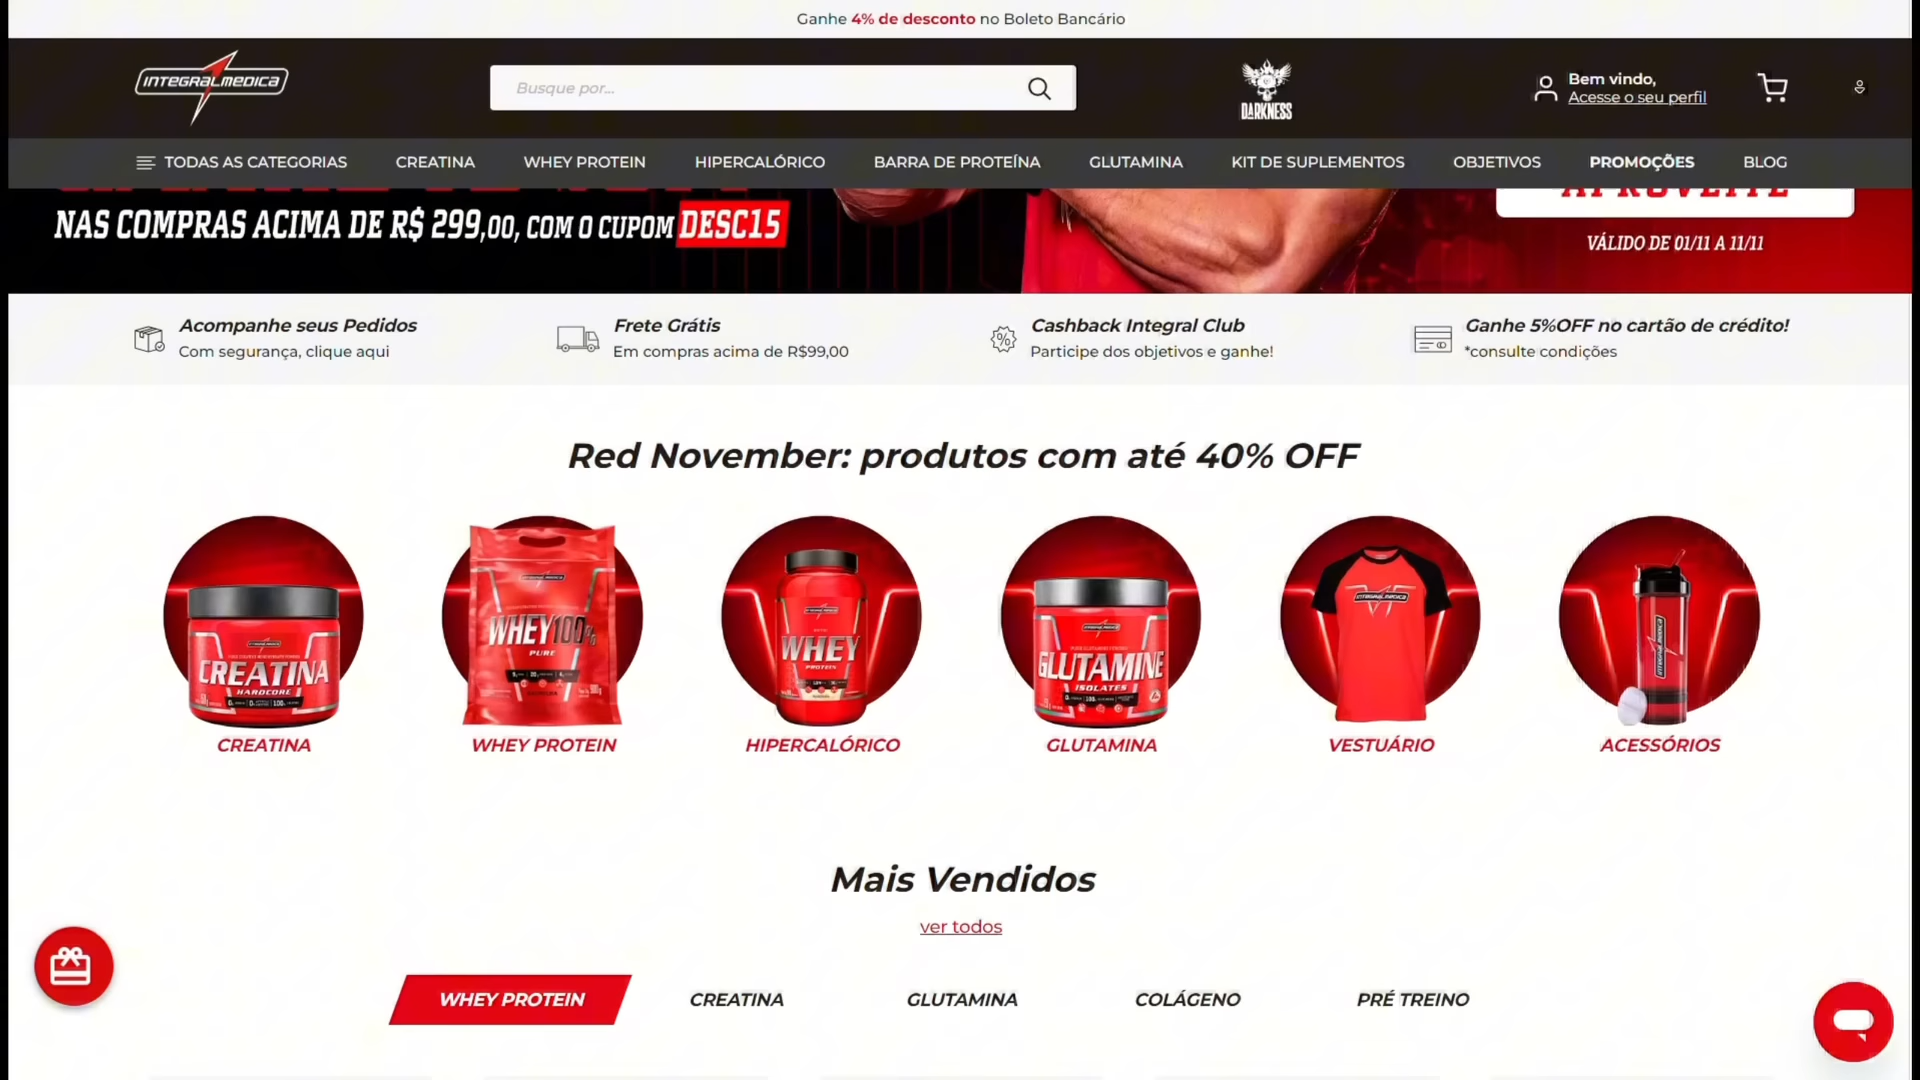 Ganhe 4% de desconto no Boleto Bancário
INTEGRALMEDICA
Busque por...
DARKNESS
Bem vindo,
Acesse o seu perfil
TODAS AS CATEGORIAS
CREATINA
WHEY PROTEIN
HIPERCALÓRICO
BARRA DE PROTEÍNA
GLUTAMINA
KIT DE SUPLEMENTOS
OBJETIVOS
PROMOÇÕES
BLOG
NAS COMPRAS ACIMA DE R$ 299,00, COM O CUPOM DESC15
APROVEITE
VÁLIDO DE 01/11 A 11/11
Acompanhe seus Pedidos
Com segurança, clique aqui
Frete Grátis
Em compras acima de R$99,00
Cashback Integral Club
Participe dos objetivos e ganhe!
Ganhe 5%OFF no cartão de crédito!
*consulte condições
Red November: produtos com até 40% OFF
CREATINA
HARDCORE
WHEY100%
PURE
WHEY
PROTEIN
GLUTAMINE
ISOLATES
INTEGRALMEDICA
INTEGRALMEDICA
CREATINA
WHEY PROTEIN
HIPERCALÓRICO
GLUTAMINA
VESTUÁRIO
ACESSÓRIOS
Mais Vendidos
ver todos
WHEY PROTEIN
CREATINA
GLUTAMINA
COLÁGENO
PRÉ TREINO